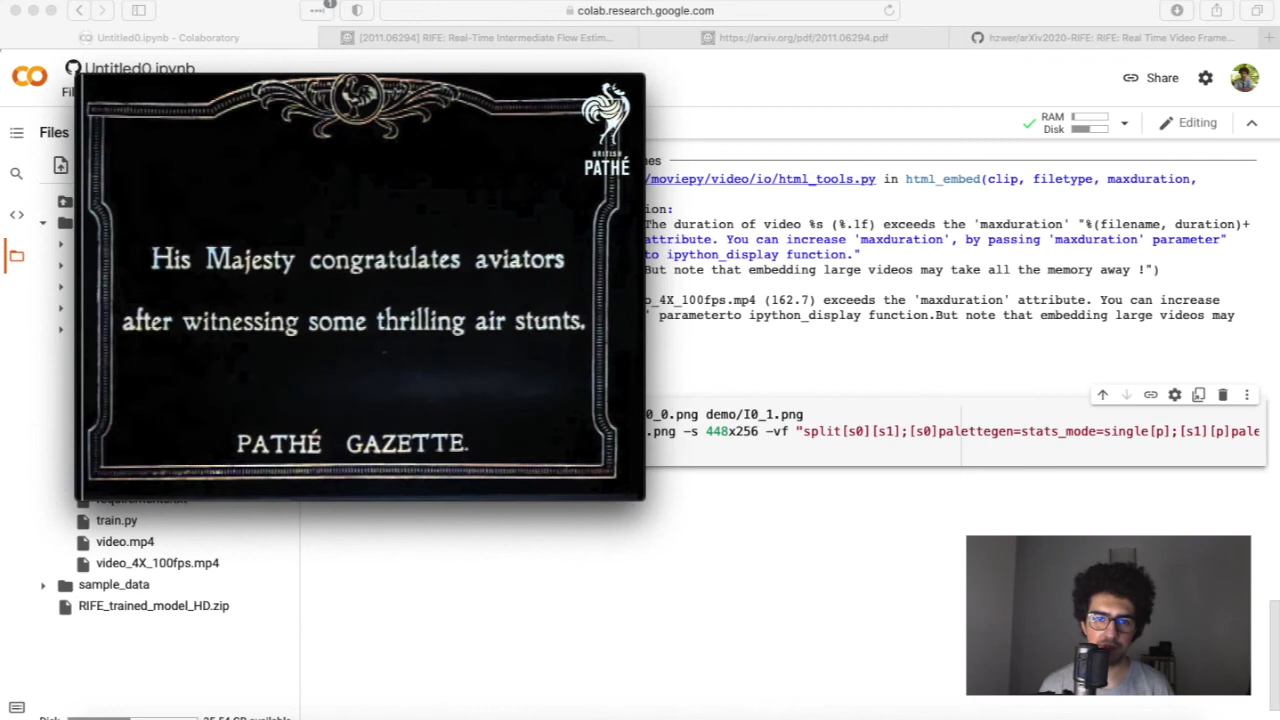 1
colab.research.google.com
Untitled0.ipynb - Colaboratory
[2011.06294] RIFE: Real-Time Intermediate Flow Estim...
https://arxiv.org/pdf/2011.06294.pdf
hzwer/arXiv2020-RIFE: RIFE: Real Time Video Frame...
Untitled0.ipynb
Share
Files
RAM
Disk
Editing
BRITISH
PATHÉ
His Majesty congratulates aviators
after witnessing some thrilling air stunts.
PATHÉ GAZETTE.
/moviepy/video/io/html_tools.py in html_embed(clip, filetype, maxduration,
ion:
The duration of video %s (%.1f) exceeds the 'maxduration' "%(filename, duration)+
attribute. You can increase 'maxduration', by passing 'maxduration' parameter"
to ipython_display function."
But note that embedding large videos may take all the memory away !")
o_4X_100fps.mp4 (162.7) exceeds the 'maxduration' attribute. You can increase
' parameterto ipython_display function.But note that embedding large videos may
0_0.png demo/I0_1.png
.png -s 448x256 -vf "split[s0][s1];[s0]palettegen=stats_mode=single[p];[s1][p]pale
train.py
video.mp4
video_4X_100fps.mp4
sample_data
RIFE_trained_model_HD.zip